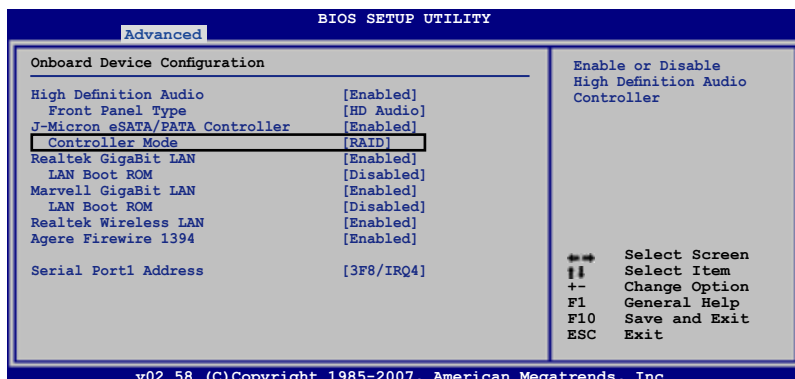 BIOS SETUP UTILITY
Advanced
Onboard Device Configuration
High Definition Audio [Enabled]
Front Panel Type [HD Audio]
J-Micron eSATA/PATA Controller [Enabled]
Controller Mode [RAID]
Realtek GigaBit LAN [Enabled]
LAN Boot ROM [Disabled]
Marvell GigaBit LAN [Enabled]
LAN Boot ROM [Disabled]
Realtek Wireless LAN [Enabled]
Agere Firewire 1394 [Enabled]
Serial Port1 Address [3F8/IRQ4]
Enable or Disable
High Definition Audio
Controller
Select Screen
Select Item
+- Change Option
F1 General Help
F10 Save and Exit
ESC Exit
v02.58 (C)Copyright 1985-2007, American Megatrends, Inc